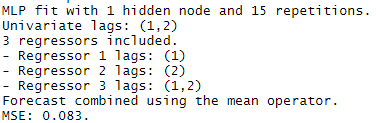 MLP fit with 1 hidden node and 15 repetitions.
Univariate lags: (1,2)
3 regressors included.
- Regressor 1 lags: (1)
- Regressor 2 lags: (2)
- Regressor 3 lags: (1,2)
Forecast combined using the mean operator.
MSE: 0.083.